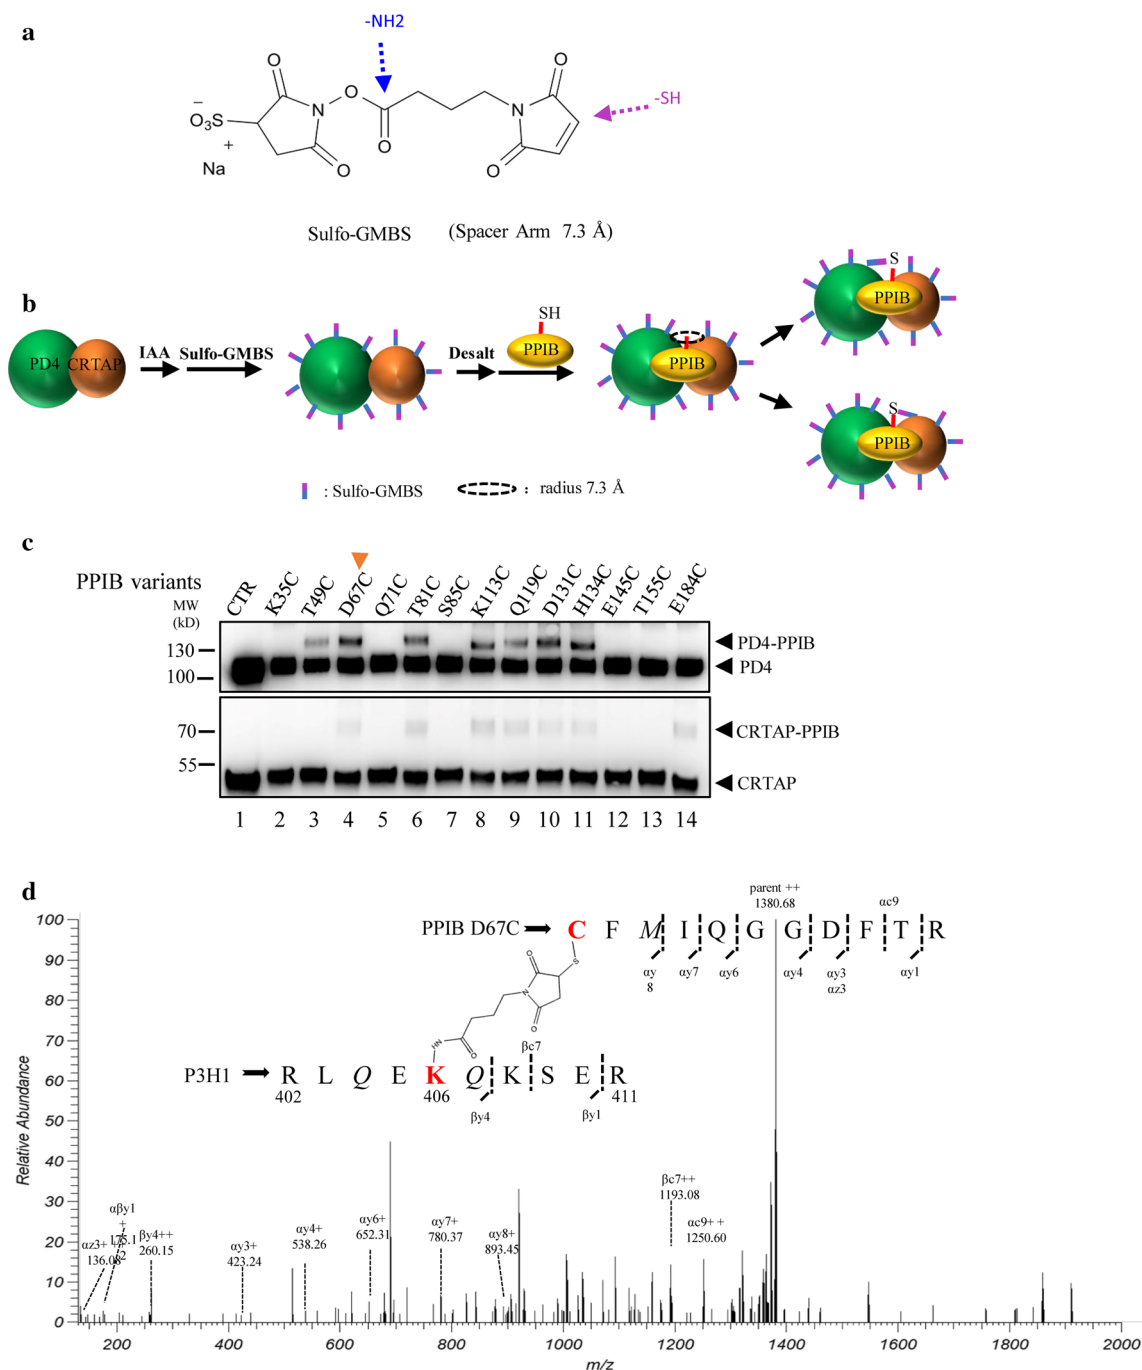 a
-NH2
-SH
O
O
O
O
O
O
N
N
−
O3S
+
Na
Sulfo-GMBS (Spacer Arm 7.3 Å)
b
PD4 CRTAP
IAA Sulfo-GMBS
Desalt
SH
PPIB
PPIB
S
PPIB
S
PPIB
: Sulfo-GMBS
: radius 7.3 Å
c
PPIB variants
MW
(kD)
CTR K35C T49C D67C Q71C T81C S85C K113C Q119C D131C H134C E145C T155C E184C
130
100
PD4-PPIB
PD4
70
55
CRTAP-PPIB
CRTAP
1 2 3 4 5 6 7 8 9 10 11 12 13 14
d
parent ++
1380.68
αc9
PPIB D67C C F M I Q G G D F T R
αy
8
αy7
αy6
αy4
αy3
αz3
αy1
S
O
N
O
HN
O
βc7
P3H1 R L Q E K Q K S E R
402 406 411
βy4
βy1
Relative Abundance
100
90
80
70
60
50
40
30
20
10
0
αz3+ +
136.08
αβy1
+
175.1
2
βy4++
260.15
αy3+
423.24
αy4+
538.26
αy6+
652.31
αy7+
780.37
αy8+
893.45
βc7++
1193.08
αc9+ +
1250.60
200 400 600 800 1000 1200 1400 1600 1800 2000
m/z